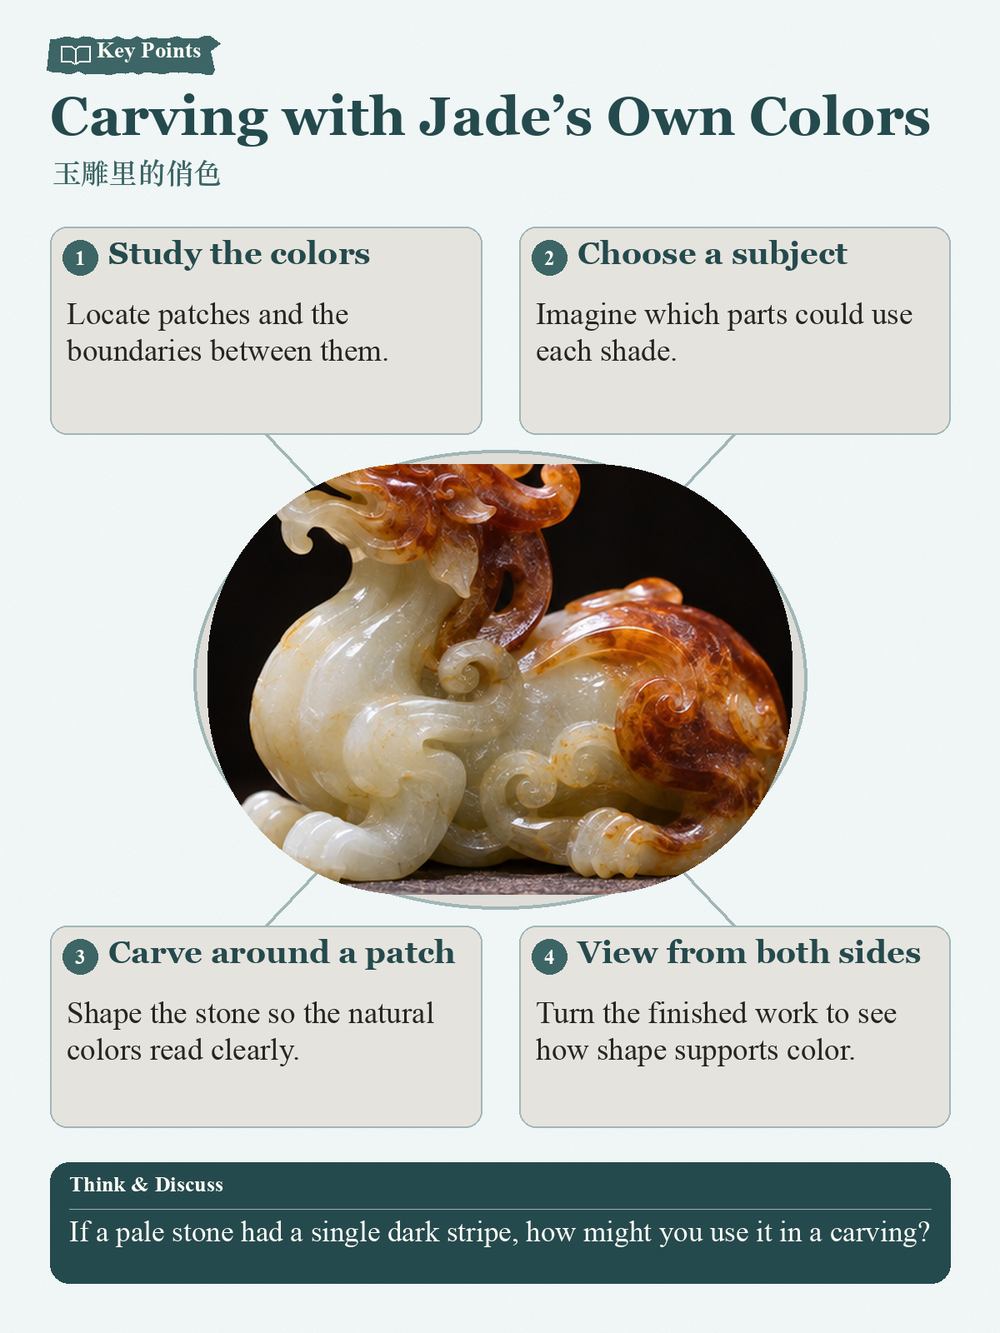 Key Points
Carving with Jade’s Own Colors
玉雕里的俏色
1 Study the colors
Locate patches and the
boundaries between them.
2 Choose a subject
Imagine which parts could use
each shade.
3 Carve around a patch
Shape the stone so the natural
colors read clearly.
4 View from both sides
Turn the finished work to see
how shape supports color.
Think & Discuss
If a pale stone had a single dark stripe, how might you use it in a carving?